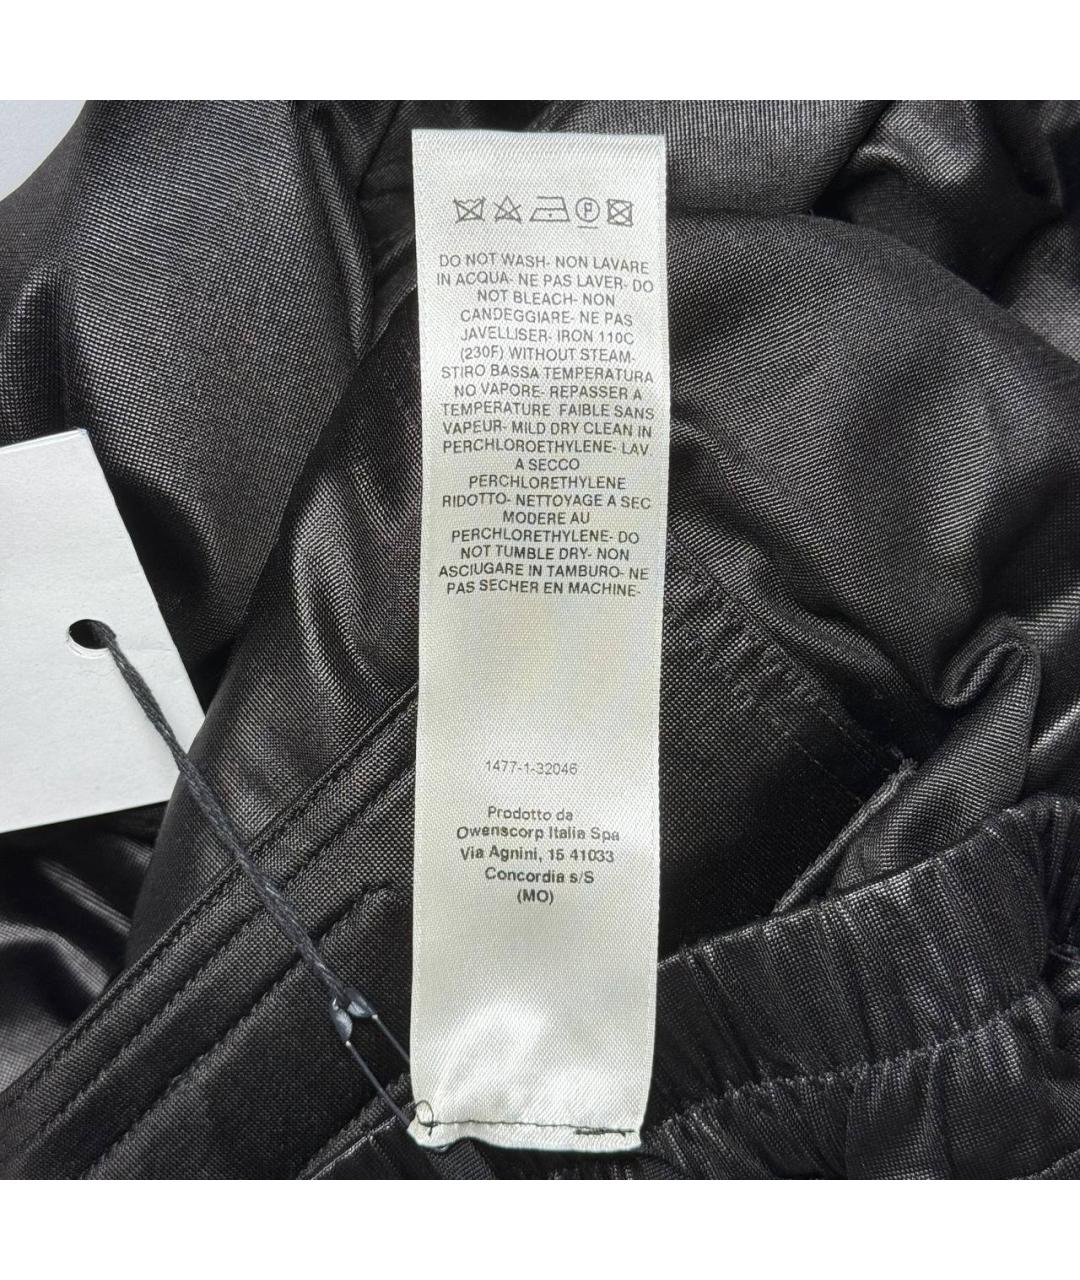 P
DO NOT WASH- NON LAVARE
IN ACQUA- NE PAS LAVER- DO
NOT BLEACH- NON
CANDEGGIARE- NE PAS
JAVELLISER- IRON 110C
(230F) WITHOUT STEAM-
STIRO BASSA TEMPERATURA
NO VAPORE- REPASSER A
TEMPERATURE FAIBLE SANS
VAPEUR- MILD DRY CLEAN IN
PERCHLOROETHYLENE- LAV
A SECCO
PERCHLORETHYLENE
RIDOTTO- NETTOYAGE A SEC
MODERE AU
PERCHLORETHYLENE- DO
NOT TUMBLE DRY- NON
ASCIUGARE IN TAMBURO- NE
PAS SECHER EN MACHINE-
1477-1-32046
Prodotto da
Owenscorp Italia Spa
Via Agnini, 15 41033
Concordia s/S
(MO)